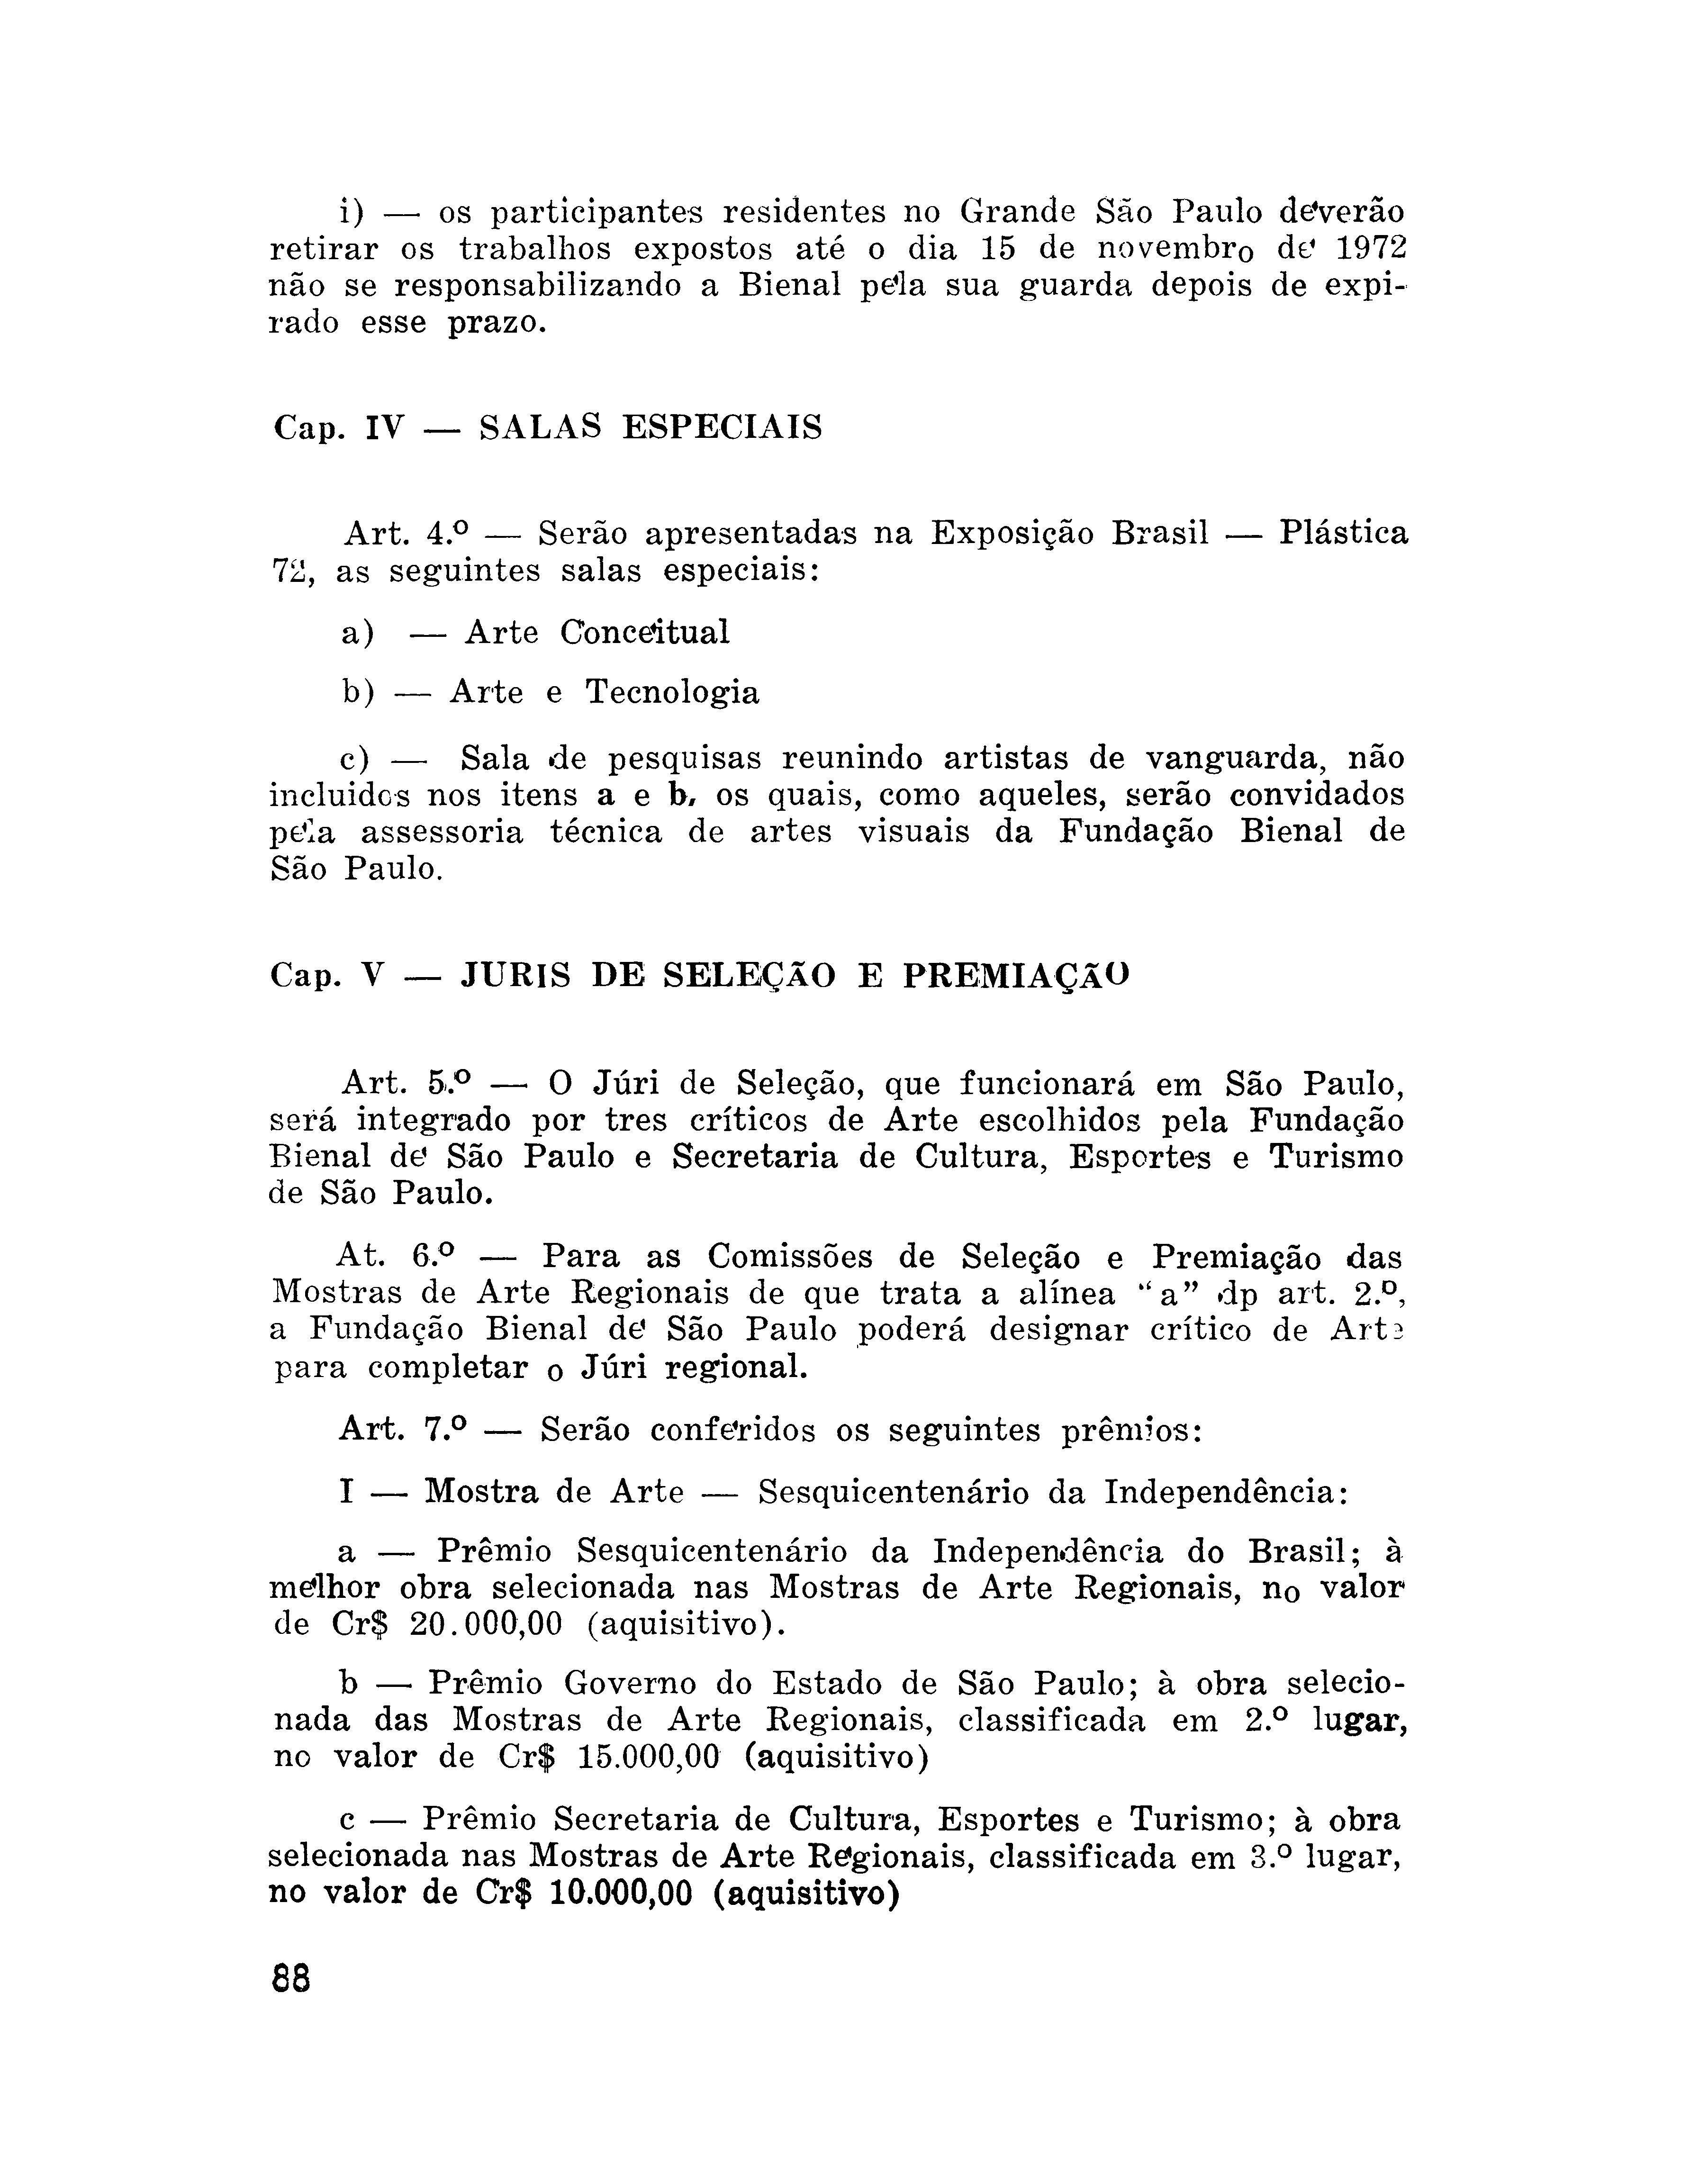 i) — os participantes residentes no Grande São Paulo deverão
retirar os trabalhos expostos até o dia 15 de novembro de 1972
não se responsabilizando a Bienal pela sua guarda depois de expi-
rado esse prazo.
Cap. IV — SALAS ESPECIAIS
Art. 4.º — Serão apresentadas na Exposição Brasil — Plástica
72, as seguintes salas especiais:
a) — Arte Conceitual
b) — Arte e Tecnologia
c) — Sala de pesquisas reunindo artistas de vanguarda, não
incluidos nos itens a e b, os quais, como aqueles, serão convidados
pela assessoria técnica de artes visuais da Fundação Bienal de
São Paulo.
Cap. V — JURIS DE SELEÇÃO E PREMIAÇÃO
Art. 5.º — O Júri de Seleção, que funcionará em São Paulo,
será integrado por tres críticos de Arte escolhidos pela Fundação
Bienal de São Paulo e Secretaria de Cultura, Esportes e Turismo
de São Paulo.
At. 6.º — Para as Comissões de Seleção e Premiação das
Mostras de Arte Regionais de que trata a alínea "a" dp art. 2.º,
a Fundação Bienal de São Paulo poderá designar crítico de Arte
para completar o Júri regional.
Art. 7.º — Serão conferidos os seguintes prêmios:
I — Mostra de Arte — Sesquicentenário da Independência:
a — Prêmio Sesquicentenário da Independência do Brasil; à
melhor obra selecionada nas Mostras de Arte Regionais, no valor
de Cr$ 20.000,00 (aquisitivo).
b — Prêmio Governo do Estado de São Paulo; à obra selecio-
nada das Mostras de Arte Regionais, classificada em 2.º lugar,
no valor de Cr$ 15.000,00 (aquisitivo)
c — Prêmio Secretaria de Cultura, Esportes e Turismo; à obra
selecionada nas Mostras de Arte Regionais, classificada em 3.º lugar,
no valor de Cr$ 10.000,00 (aquisitivo)
88